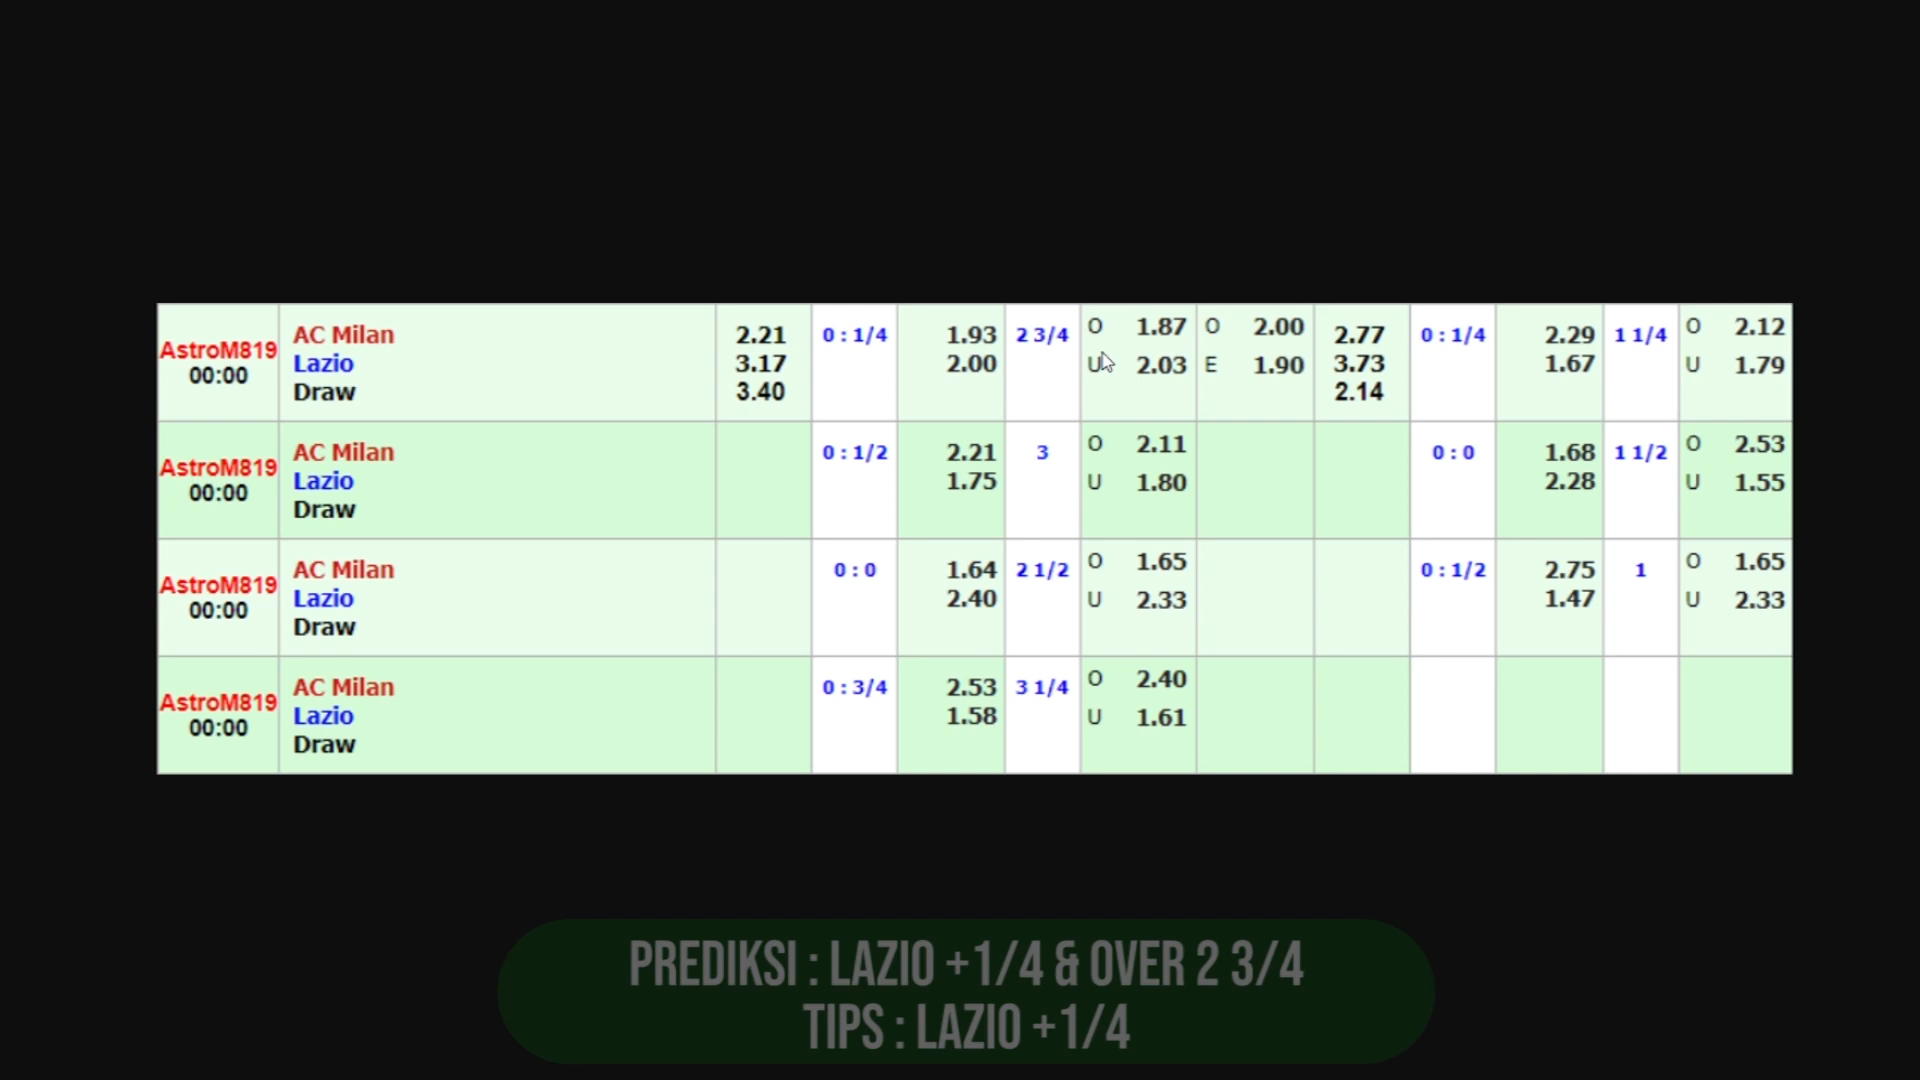 AstroM819 AC Milan 2.21 0 : 1/4 1.93 2 3/4 O 1.87 O 2.00 2.77 0 : 1/4 2.29 1 1/4 O 2.12
00:00 Lazio 3.17 2.00 U 2.03 E 1.90 3.73 1.67 U 1.79
Draw 3.40 2.14
AstroM819 AC Milan 0 : 1/2 2.21 3 O 2.11 0 : 0 1.68 1 1/2 O 2.53
00:00 Lazio 1.75 U 1.80 2.28 U 1.55
Draw
AstroM819 AC Milan 0 : 0 1.64 2 1/2 O 1.65 0 : 1/2 2.75 1 O 1.65
00:00 Lazio 2.40 U 2.33 1.47 U 2.33
Draw
AstroM819 AC Milan 0 : 3/4 2.53 3 1/4 O 2.40
00:00 Lazio 1.58 U 1.61
Draw
PREDIKSI : LAZIO +1/4 & OVER 2 3/4
TIPS : LAZIO +1/4